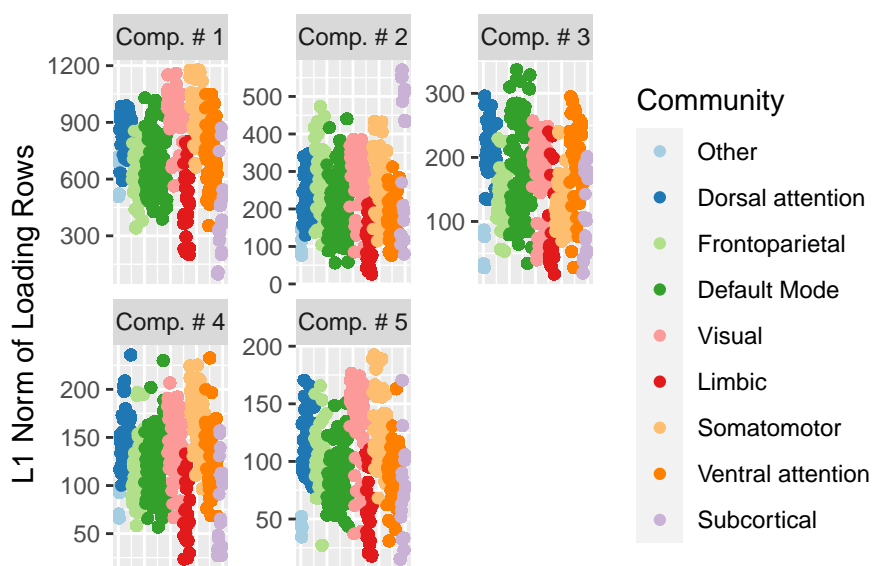 Comp. # 1
Comp. # 2
Comp. # 3
1200
900
600
300
500
400
300
200
100
0
300
200
100
Comp. # 4
Comp. # 5
200
150
100
50
200
150
100
50
L1 Norm of Loading Rows
Community
Other
Dorsal attention
Frontoparietal
Default Mode
Visual
Limbic
Somatomotor
Ventral attention
Subcortical